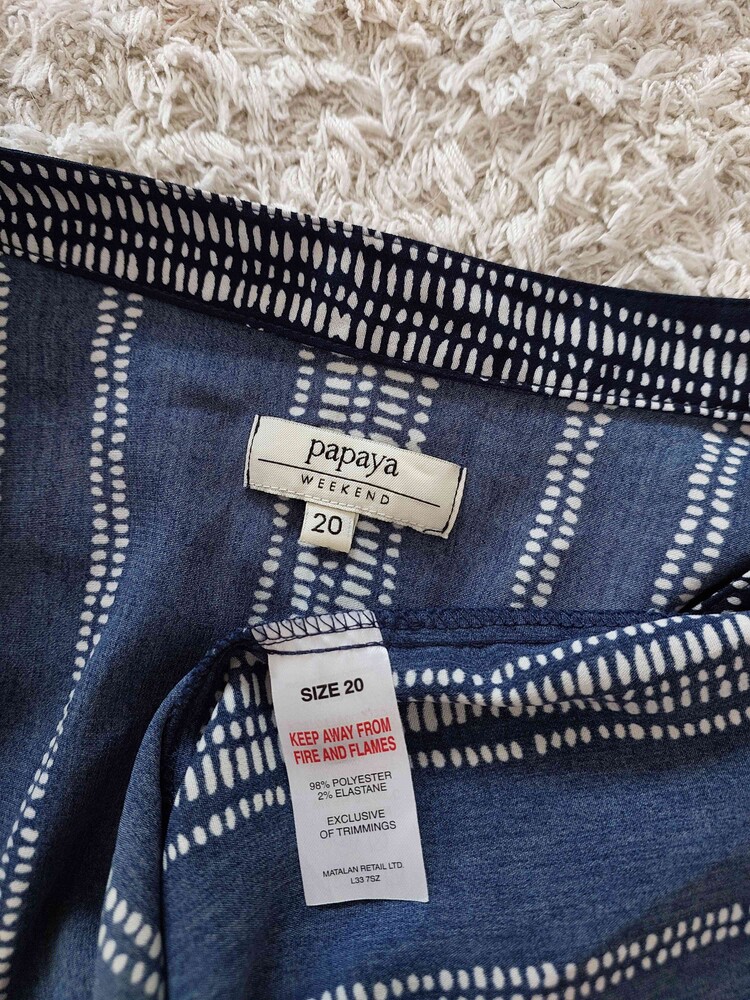 papaya
WEEKEND
20
SIZE 20
KEEP AWAY FROM
FIRE AND FLAMES
98% POLYESTER
2% ELASTANE
EXCLUSIVE
OF TRIMMINGS
MATALAN RETAIL LTD.
L33 7SZ